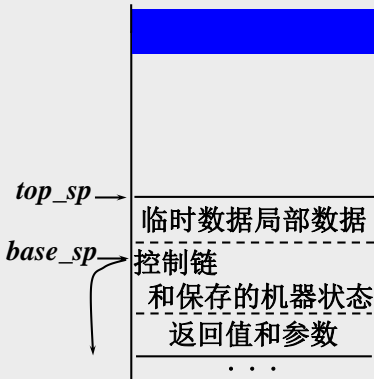 top_sp
临时数据局部数据
base_sp
控制链
和保存的机器状态
返回值和参数
. . .